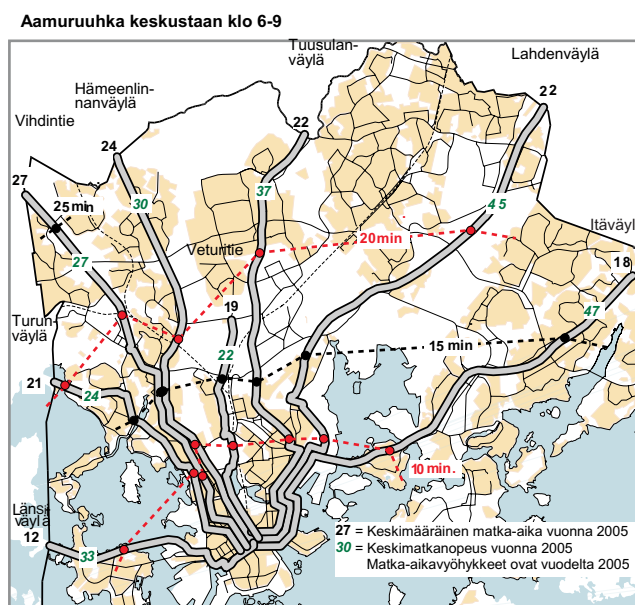 Aamuruuhka keskustaan klo 6-9
Tuusulan-
väylä
Lahdenväylä
Hämeenlin-
nanväylä
Vihdintie
22
22
24
27
25 min
30
37
45
27
20min
Itäväyl
Veturitie
18
19
47
Turun-
väylä
15 min
22
21
24
10 min.
Länsi-
väylä
12
33
27 = Keskimääräinen matka-aika vuonna 2005
30 = Keskimatkanopeus vuonna 2005
Matka-aikavyöhykkeet ovat vuodelta 2005